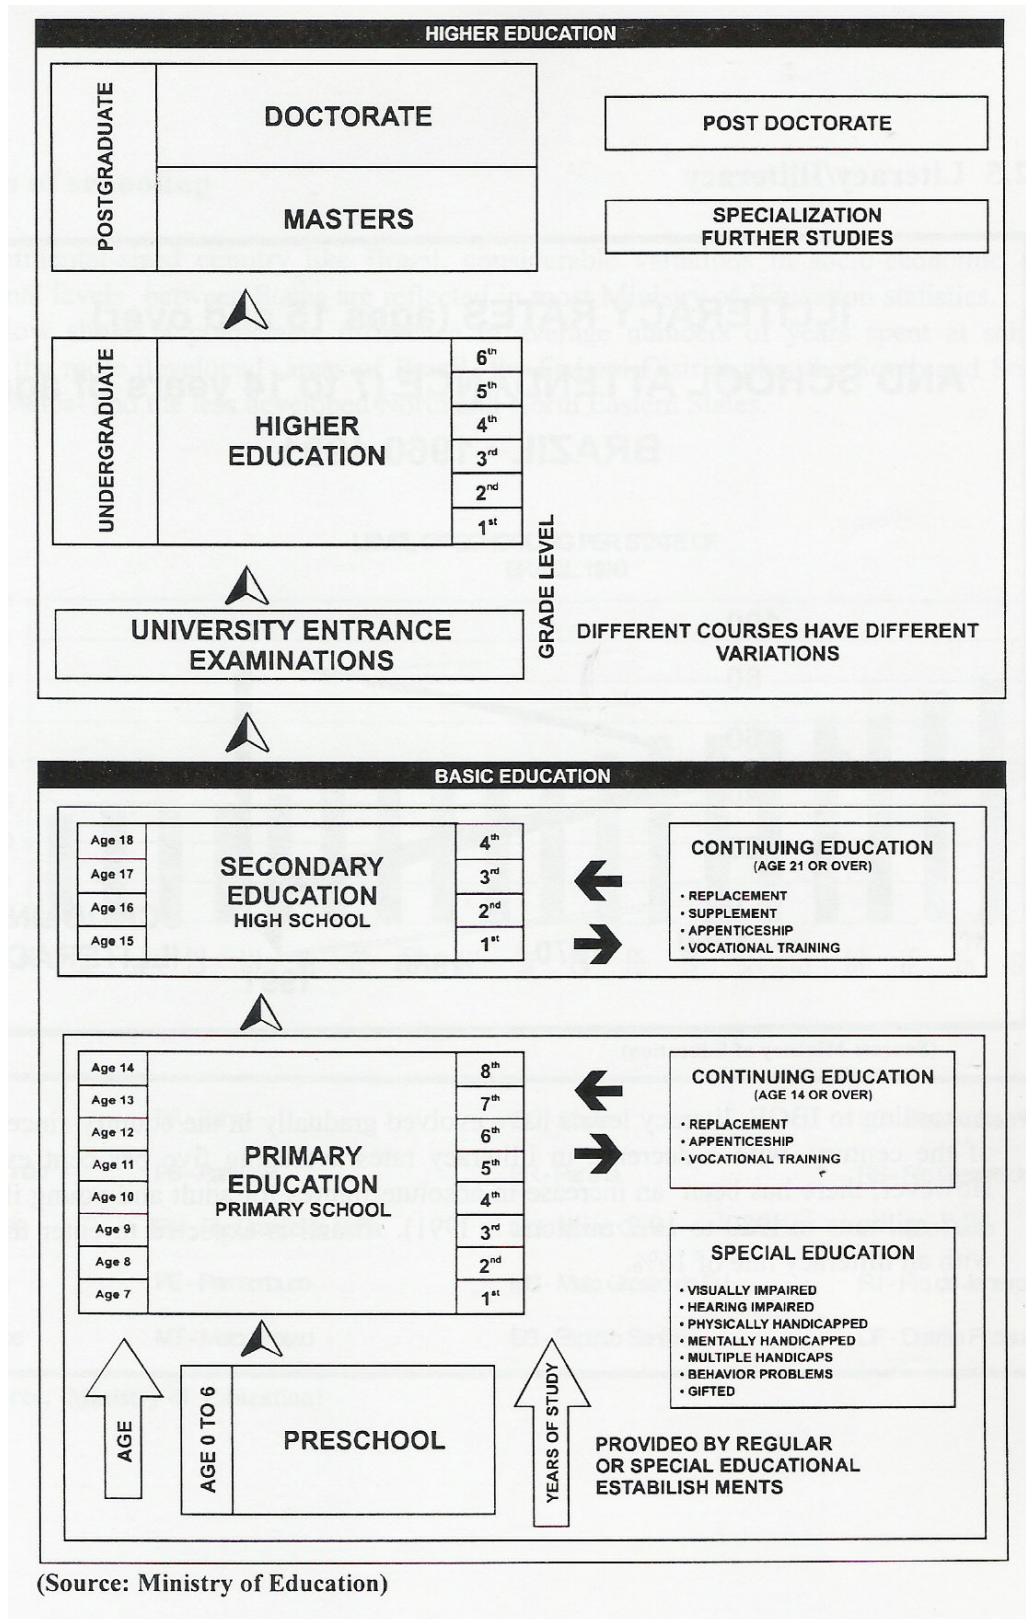 HIGHER EDUCATION
POSTGRADUATE
DOCTORATE
MASTERS
POST DOCTORATE
SPECIALIZATION
FURTHER STUDIES
UNDERGRADUATE
HIGHER
EDUCATION
6th
5th
4th
3rd
2nd
1st
GRADE LEVEL
UNIVERSITY ENTRANCE
EXAMINATIONS
DIFFERENT COURSES HAVE DIFFERENT
VARIATIONS
BASIC EDUCATION
Age 18
Age 17
Age 16
Age 15
SECONDARY
EDUCATION
HIGH SCHOOL
4th
3rd
2nd
1st
CONTINUING EDUCATION
(AGE 21 OR OVER)
• REPLACEMENT
• SUPPLEMENT
• APPENTICESHIP
• VOCATIONAL TRAINING
Age 14
Age 13
Age 12
Age 11
Age 10
Age 9
Age 8
Age 7
PRIMARY
EDUCATION
PRIMARY SCHOOL
8th
7th
6th
5th
4th
3rd
2nd
1st
CONTINUING EDUCATION
(AGE 14 OR OVER)
• REPLACEMENT
• APPENTICESHIP
• VOCATIONAL TRAINING
SPECIAL EDUCATION
• VISUALLY IMPAIRED
• HEARING IMPAIRED
• PHYSICALLY HANDICAPPED
• MENTALLY HANDICAPPED
• MULTIPLE HANDICAPS
• BEHAVIOR PROBLEMS
• GIFTED
AGE
AGE 0 TO 6
PRESCHOOL
YEARS OF STUDY
PROVIDED BY REGULAR
OR SPECIAL EDUCATIONAL
ESTABILISH MENTS
(Source: Ministry of Education)